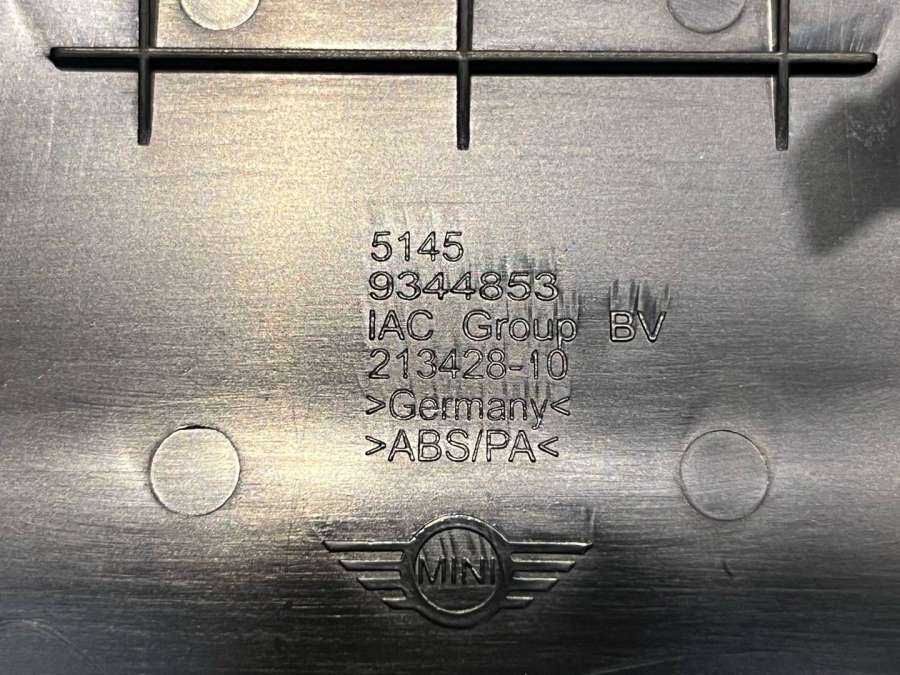 5145
9344853
IAC Group BV
213428-10
>Germany<
>ABS/PA<
MINI